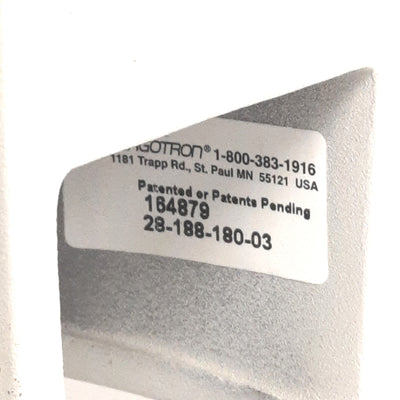 1-800-383-1916
1181 Trapp Rd., St. Paul MN 55121 USA
Patented or Patents Pending
164879
28-188-180-03